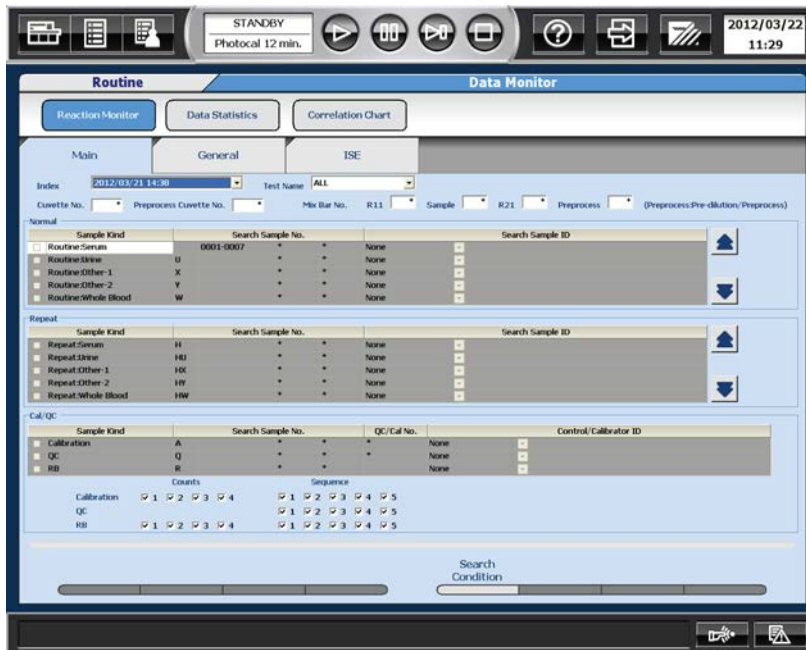 STANDBY
Photocal 12 min.
2012/03/22
11:29
Routine
Data Monitor
Reaction Monitor
Data Statistics
Correlation Chart
Main
General
ISE
Index 2012/03/21 14:38 Test Name ALL
Cuvette No. * Preprocess Cuvette No. * Mix Bar No. R11 * Sample * R21 * Preprocess * (Preprocess:Pre-dilution/Preprocess)
Normal
Sample Kind Search Sample No. Search Sample ID
Routine:Serum 0001-0007 * * None
Routine:Urine U * * None
Routine:Other-1 X * * None
Routine:Other-2 Y * * None
Routine:Whole Blood W * * None
Repeat
Sample Kind Search Sample No. Search Sample ID
Repeat:Serum H * * None
Repeat:Urine HU * * None
Repeat:Other-1 HX * * None
Repeat:Other-2 HY * * None
Repeat:Whole Blood HW * * None
Cal/QC
Sample Kind Search Sample No. QC/Cal No. Control/Calibrator ID
Calibration A * * * None
QC Q * * * None
RB R * * None
Counts Sequence
Calibration 1 2 3 4 1 2 3 4 5
QC 1 2 3 4 5
RB 1 2 3 4 1 2 3 4 5
Search
Condition